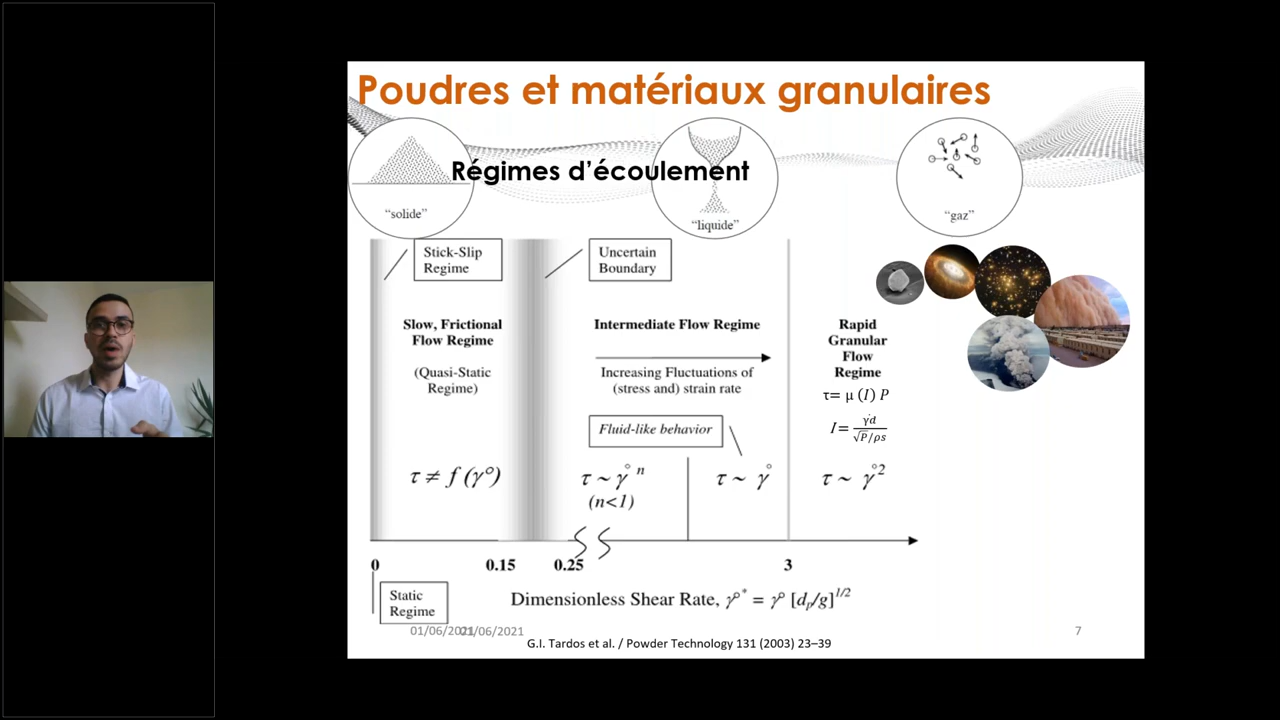 Poudres et matériaux granulaires
Régimes d’écoulement
“solide”
“liquide”
“gaz”
Stick-Slip
Regime
Uncertain
Boundary
Slow, Frictional
Flow Regime
(Quasi-Static
Regime)
Intermediate Flow Regime
Increasing Fluctuations of
(stress and) strain rate
Fluid-like behavior
Rapid
Granular
Flow
Regime
τ= μ (I) P
I= γ̇d / √P/ρs
τ ≠ f (γ°)
τ ~ γ° n
(n<1)
τ ~ γ°
τ ~ γ°2
0
0.15
0.25
3
Static
Regime
Dimensionless Shear Rate, γ°* = γ° [dp/g]1/2
01/06/2021
01/06/2021
7
G.I. Tardos et al. / Powder Technology 131 (2003) 23–39